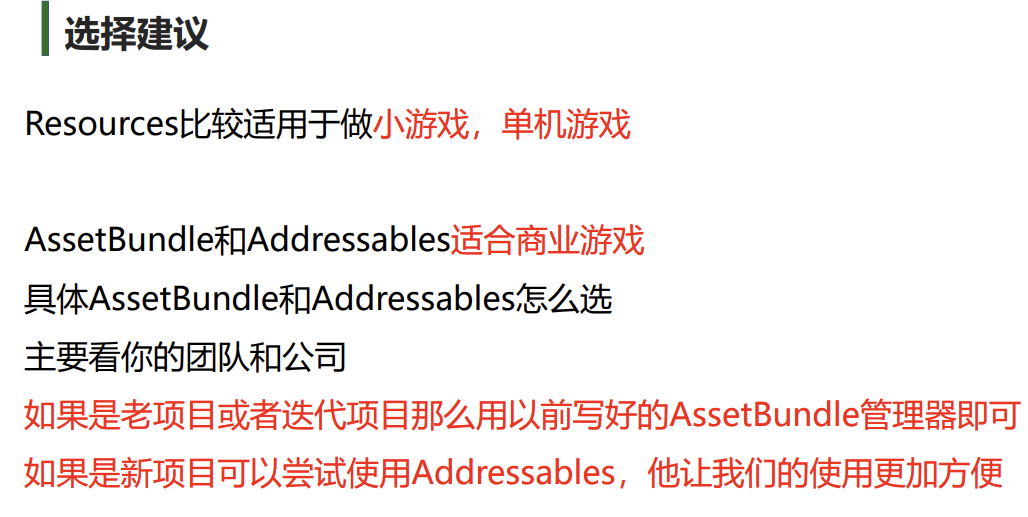 选择建议
Resources比较适用于做小游戏，单机游戏
AssetBundle和Addressables适合商业游戏
具体AssetBundle和Addressables怎么选
主要看你的团队和公司
如果是老项目或者迭代项目那么用以前写好的AssetBundle管理器即可
如果是新项目可以尝试使用Addressables，他让我们的使用更加方便